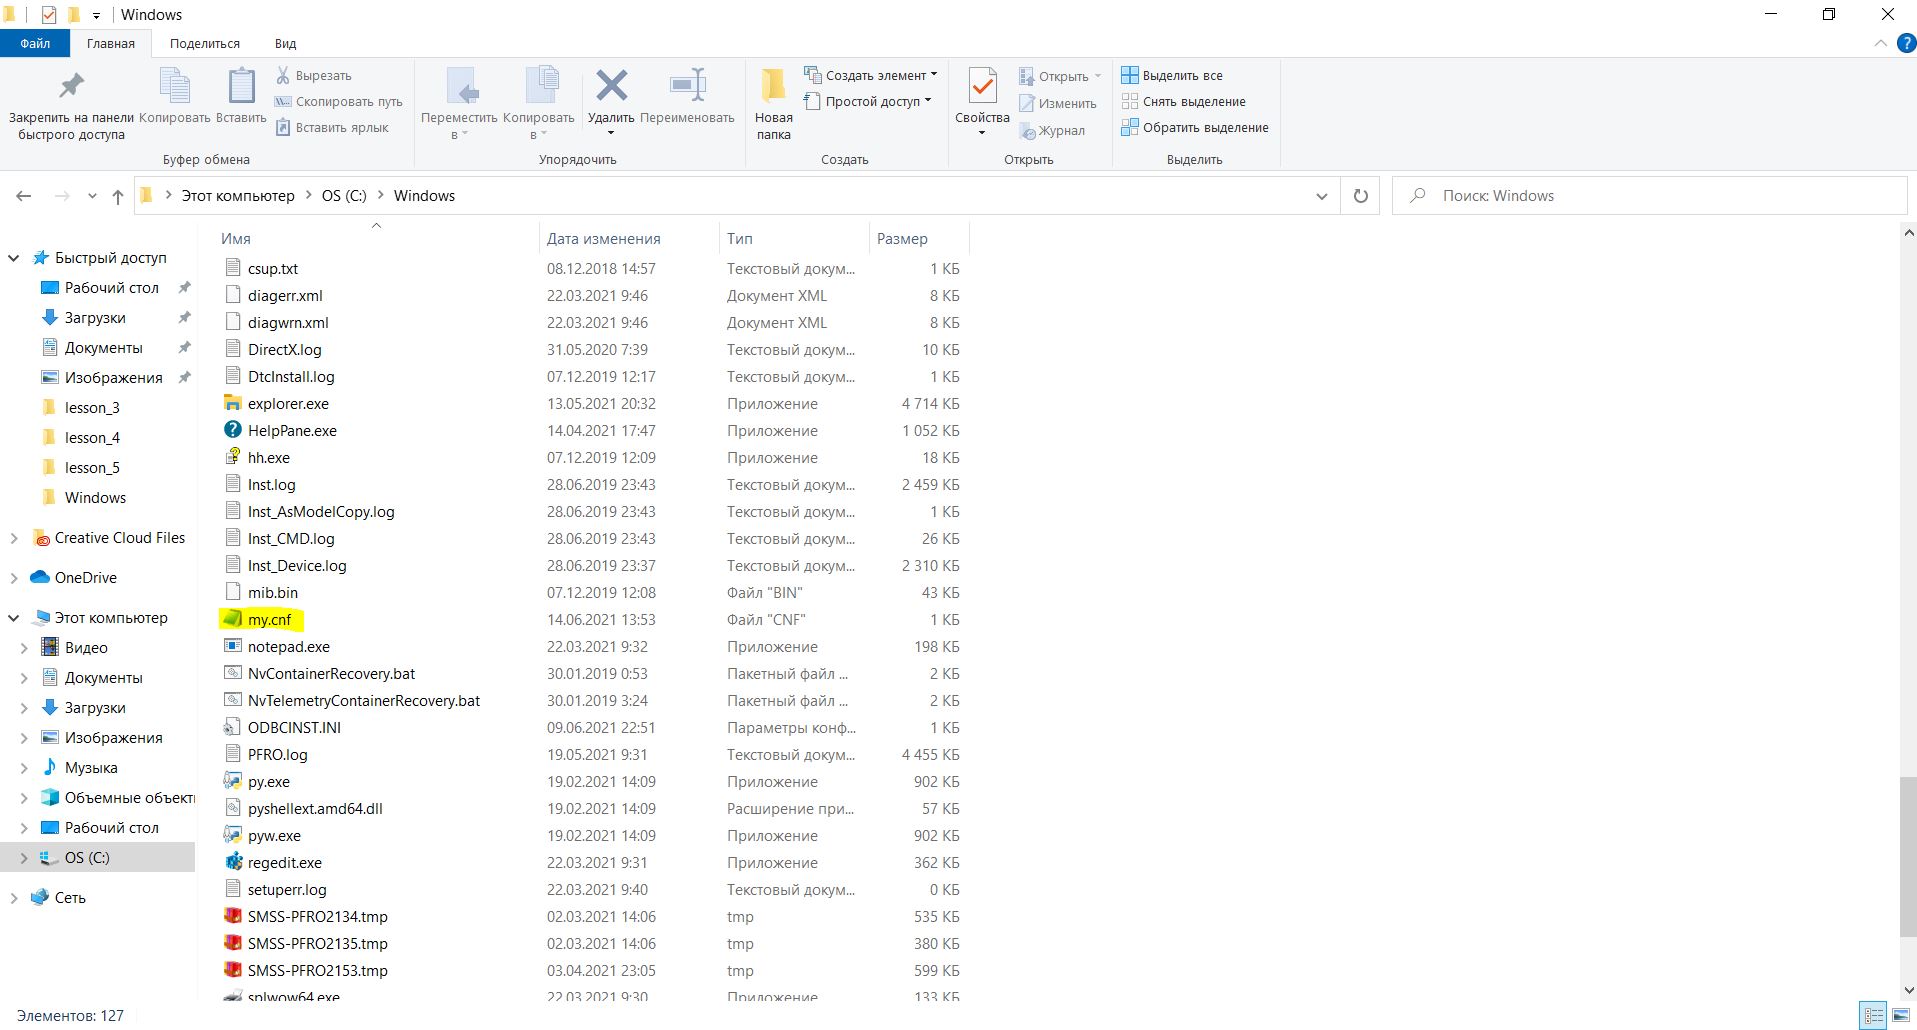 Windows
Файл Главная Поделиться Вид
Закрепить на панели быстрого доступа
Копировать
Вставить
Вырезать
Скопировать путь
Вставить ярлык
Буфер обмена
Переместить в
Копировать в
Удалить
Переименовать
Упорядочить
Новая папка
Создать элемент
Простой доступ
Создать
Свойства
Открыть
Изменить
Журнал
Открыть
Выделить все
Снять выделение
Обратить выделение
Выделить
Этот компьютер > OS (C:) > Windows
Поиск: Windows
Быстрый доступ
Рабочий стол
Загрузки
Документы
Изображения
lesson_3
lesson_4
lesson_5
Windows
Creative Cloud Files
OneDrive
Этот компьютер
Видео
Документы
Загрузки
Изображения
Музыка
Объемные объект
Рабочий стол
OS (C:)
Сеть
Имя Дата изменения Тип Размер
csup.txt 08.12.2018 14:57 Текстовый докум... 1 КБ
diagerr.xml 22.03.2021 9:46 Документ XML 8 КБ
diagwrn.xml 22.03.2021 9:46 Документ XML 8 КБ
DirectX.log 31.05.2020 7:39 Текстовый докум... 10 КБ
DtcInstall.log 07.12.2019 12:17 Текстовый докум... 1 КБ
explorer.exe 13.05.2021 20:32 Приложение 4 714 КБ
HelpPane.exe 14.04.2021 17:47 Приложение 1 052 КБ
hh.exe 07.12.2019 12:09 Приложение 18 КБ
Inst.log 28.06.2019 23:43 Текстовый докум... 2 459 КБ
Inst_AsModelCopy.log 28.06.2019 23:43 Текстовый докум... 1 КБ
Inst_CMD.log 28.06.2019 23:43 Текстовый докум... 26 КБ
Inst_Device.log 28.06.2019 23:37 Текстовый докум... 2 310 КБ
mib.bin 07.12.2019 12:08 Файл "BIN" 43 КБ
my.cnf 14.06.2021 13:53 Файл "CNF" 1 КБ
notepad.exe 22.03.2021 9:32 Приложение 198 КБ
NvContainerRecovery.bat 30.01.2019 0:53 Пакетный файл ... 2 КБ
NvTelemetryContainerRecovery.bat 30.01.2019 3:24 Пакетный файл ... 2 КБ
ODBCINST.INI 09.06.2021 22:51 Параметры конф... 1 КБ
PFRO.log 19.05.2021 9:31 Текстовый докум... 4 455 КБ
py.exe 19.02.2021 14:09 Приложение 902 КБ
pyshellext.amd64.dll 19.02.2021 14:09 Расширение при... 57 КБ
pyw.exe 19.02.2021 14:09 Приложение 902 КБ
regedit.exe 22.03.2021 9:31 Приложение 362 КБ
setuperr.log 22.03.2021 9:40 Текстовый докум... 0 КБ
SMSS-PFRO2134.tmp 02.03.2021 14:06 tmp 535 КБ
SMSS-PFRO2135.tmp 02.03.2021 14:06 tmp 380 КБ
SMSS-PFRO2153.tmp 03.04.2021 23:05 tmp 599 КБ
splwow64.exe 22.03.2021 9:30 Приложение 133 КБ
Элементов: 127